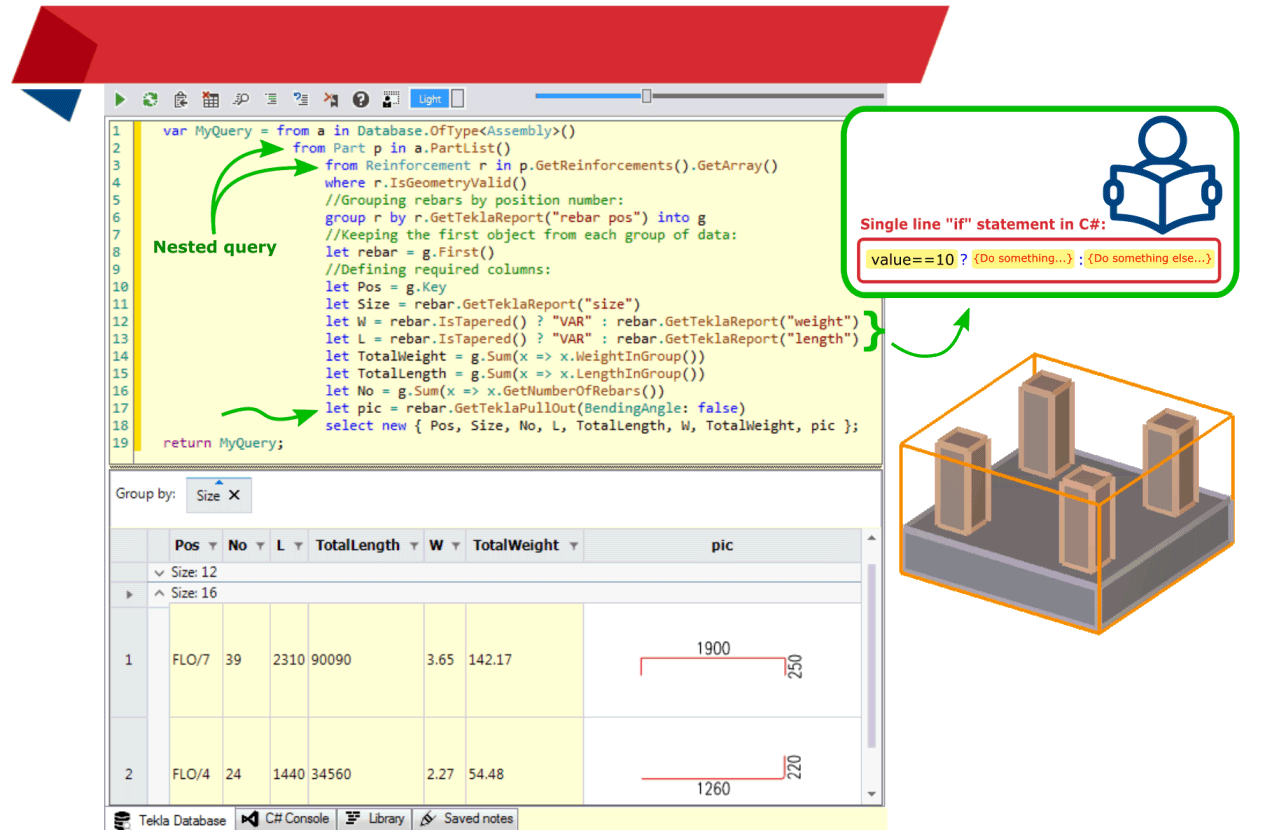 Light
1 var MyQuery = from a in Database.OfType<Assembly>()
2 from Part p in a.PartList()
3 from Reinforcement r in p.GetReinforcements().GetArray()
4 where r.IsGeometryValid()
5 //Grouping rebars by position number:
6 group r by r.GetTeklaReport("rebar pos") into g
7 //Keeping the first object from each group of data:
8 let rebar = g.First()
9 //Defining required columns:
10 let Pos = g.Key
11 let Size = rebar.GetTeklaReport("size")
12 let W = rebar.IsTapered() ? "VAR" : rebar.GetTeklaReport("weight")
13 let L = rebar.IsTapered() ? "VAR" : rebar.GetTeklaReport("length")
14 let TotalWeight = g.Sum(x => x.WeightInGroup())
15 let TotalLength = g.Sum(x => x.LengthInGroup())
16 let No = g.Sum(x => x.GetNumberOfRebars())
17 let pic = rebar.GetTeklaPullOut(BendingAngle: false)
18 select new { Pos, Size, No, L, TotalLength, W, TotalWeight, pic };
19 return MyQuery;
Nested query
}
Single line "if" statement in C#:
value==10 ? {Do something...} : {Do something else...}
Group by: Size X
Pos No L TotalLength W TotalWeight pic
Size: 12
Size: 16
1 FLO/7 39 2310 90090 3.65 142.17 1900 250
2 FLO/4 24 1440 34560 2.27 54.48 1260 220
Tekla Database C# Console Library Saved notes